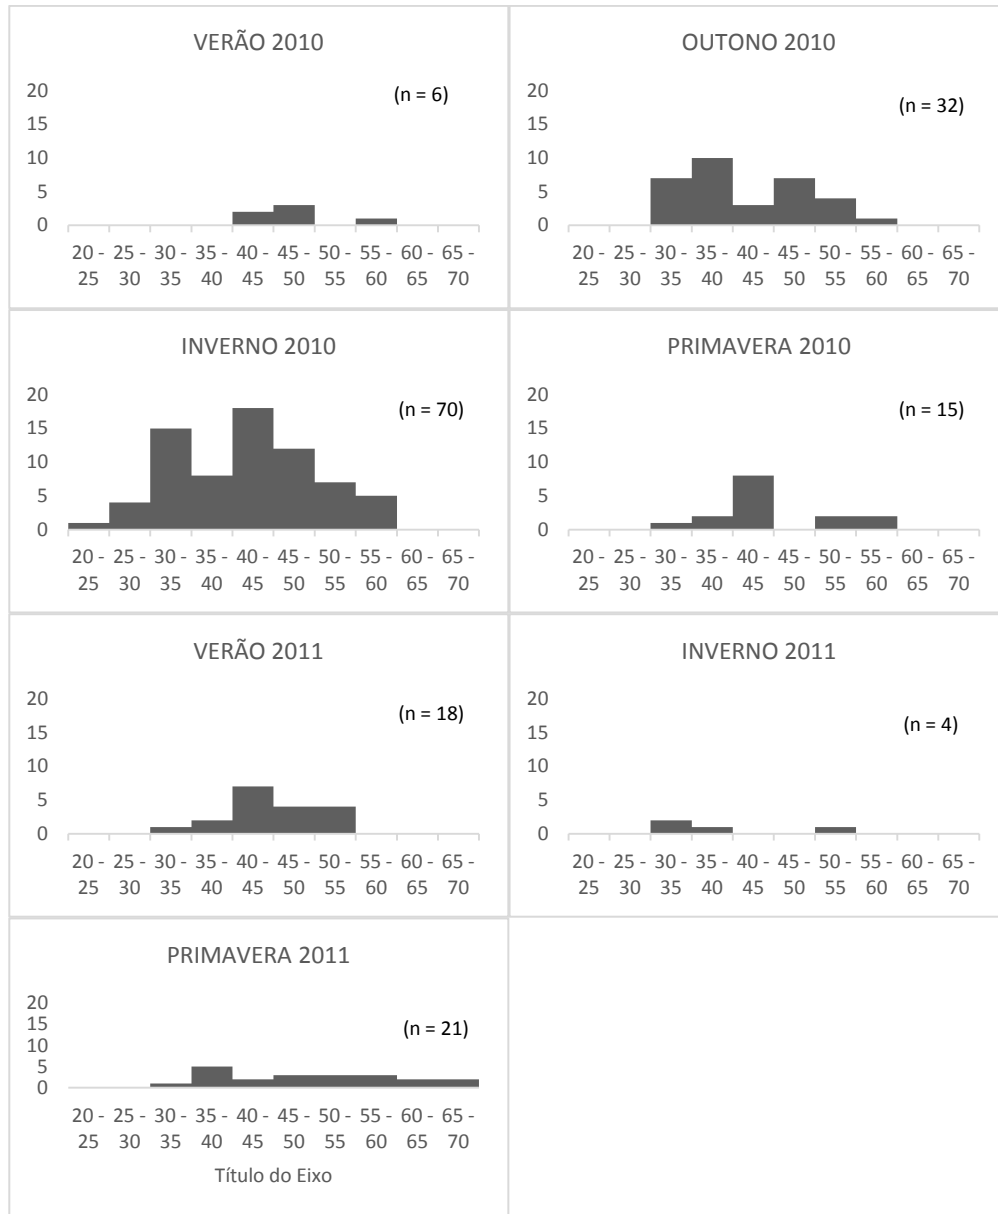 VERÃO 2010
(n = 6)
20
15
10
5
0
20 - 25 - 30 - 35 - 40 - 45 - 50 - 55 - 60 - 65 -
25 30 35 40 45 50 55 60 65 70
OUTONO 2010
(n = 32)
20
15
10
5
0
20 - 25 - 30 - 35 - 40 - 45 - 50 - 55 - 60 - 65 -
25 30 35 40 45 50 55 60 65 70
INVERNO 2010
(n = 70)
20
15
10
5
0
20 - 25 - 30 - 35 - 40 - 45 - 50 - 55 - 60 - 65 -
25 30 35 40 45 50 55 60 65 70
PRIMAVERA 2010
(n = 15)
20
15
10
5
0
20 - 25 - 30 - 35 - 40 - 45 - 50 - 55 - 60 - 65 -
25 30 35 40 45 50 55 60 65 70
VERÃO 2011
(n = 18)
20
15
10
5
0
20 - 25 - 30 - 35 - 40 - 45 - 50 - 55 - 60 - 65 -
25 30 35 40 45 50 55 60 65 70
INVERNO 2011
(n = 4)
20
15
10
5
0
20 - 25 - 30 - 35 - 40 - 45 - 50 - 55 - 60 - 65 -
25 30 35 40 45 50 55 60 65 70
PRIMAVERA 2011
(n = 21)
20
15
10
5
0
20 - 25 - 30 - 35 - 40 - 45 - 50 - 55 - 60 - 65 -
25 30 35 40 45 50 55 60 65 70
Título do Eixo